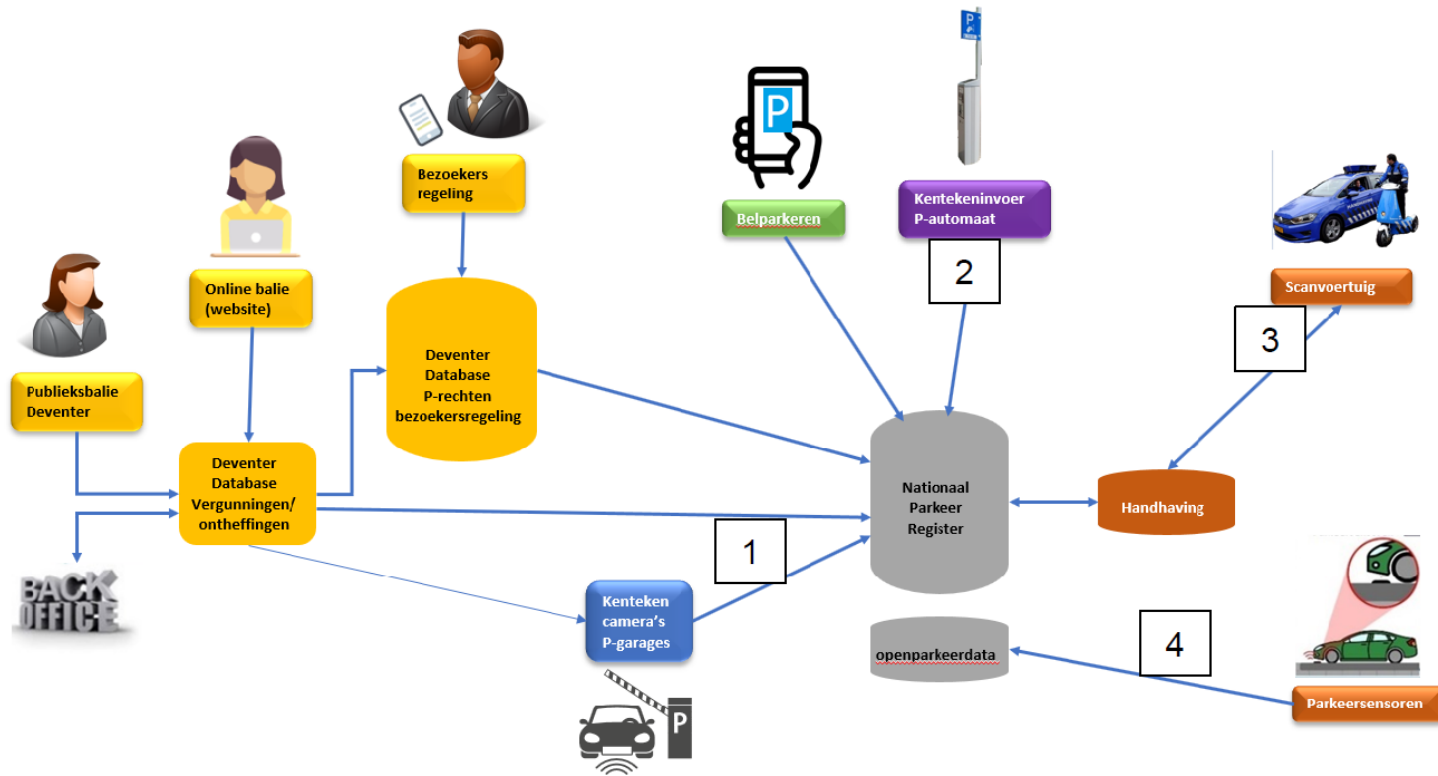 Bezoekers
regeling
P
Belparkeren
Kentekeninvoer
P-automaat
2
Scanvoertuig
3
Online balie
(website)
Publieksbalie
Deventer
Deventer
Database
P-rechten
bezoekersregeling
Deventer
Database
Vergunningen/
ontheffingen
BACK
OFFICE
1
Kenteken
camera's
P-garages
P
Nationaal
Parkeer
Register
Handhaving
openparkeerdata
4
Parkeersensoren